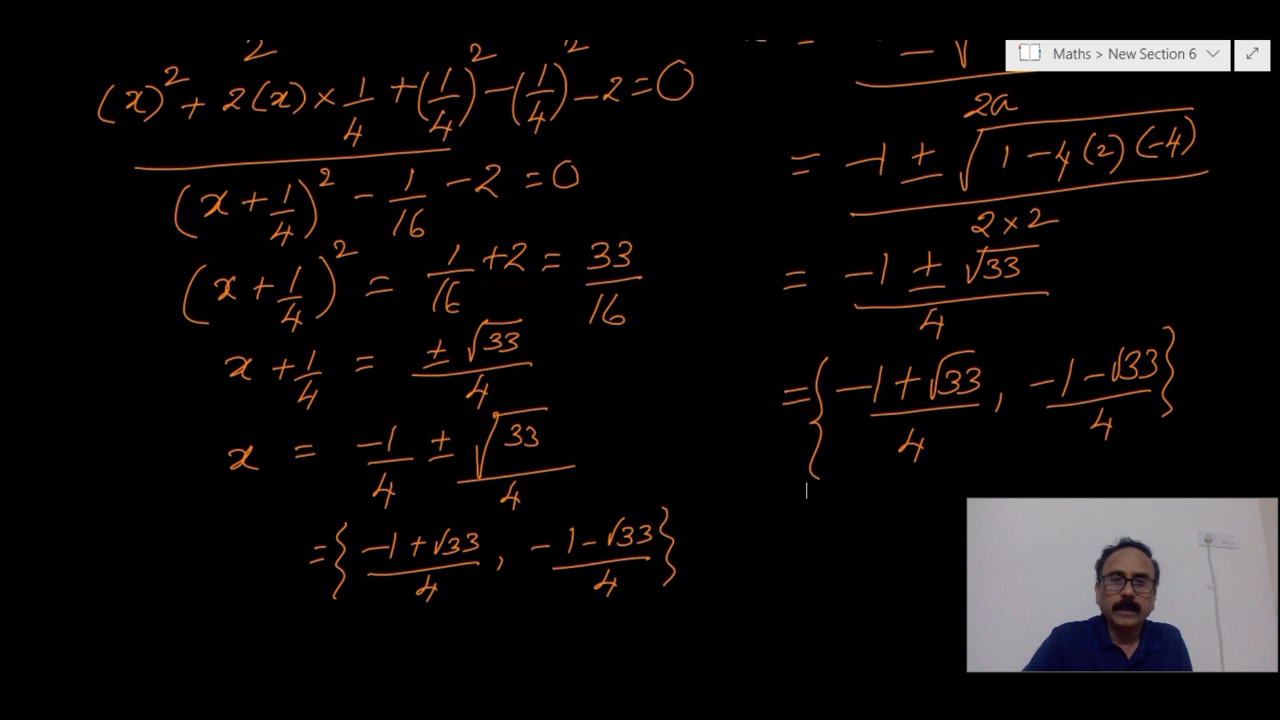 (x)² + 2(x) × 1/4 + (1/4)² − (1/4)² − 2 = 0
(x + 1/4)² − 1/16 − 2 = 0
(x + 1/4)² = 1/16 + 2 = 33/16
x + 1/4 = ± √33/4
x = −1/4 ± √33/4
= { (−1 + √33)/4 , (−1 − √33)/4 }
Maths > New Section 6
2a
= (−1 ± √(1 − 4(2)(−4)))/(2 × 2)
= (−1 ± √33)/4
= { (−1 + √33)/4 , (−1 − √33)/4 }